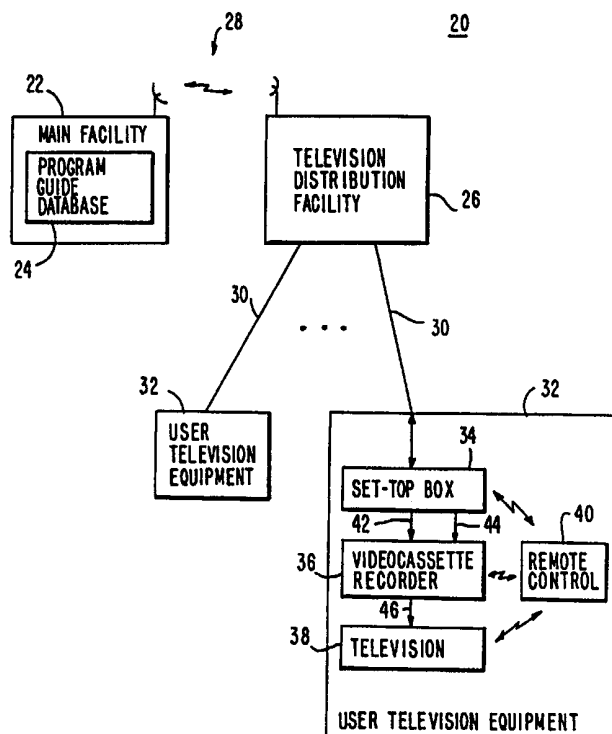 28
20
22
MAIN FACILITY
PROGRAM
GUIDE
DATABASE
24
TELEVISION
DISTRIBUTION
FACILITY
26
30
30
32
USER
TELEVISION
EQUIPMENT
32
34
SET-TOP BOX
42
44
40
36
VIDEOCASSETTE
RECORDER
REMOTE
CONTROL
46
38
TELEVISION
USER TELEVISION EQUIPMENT